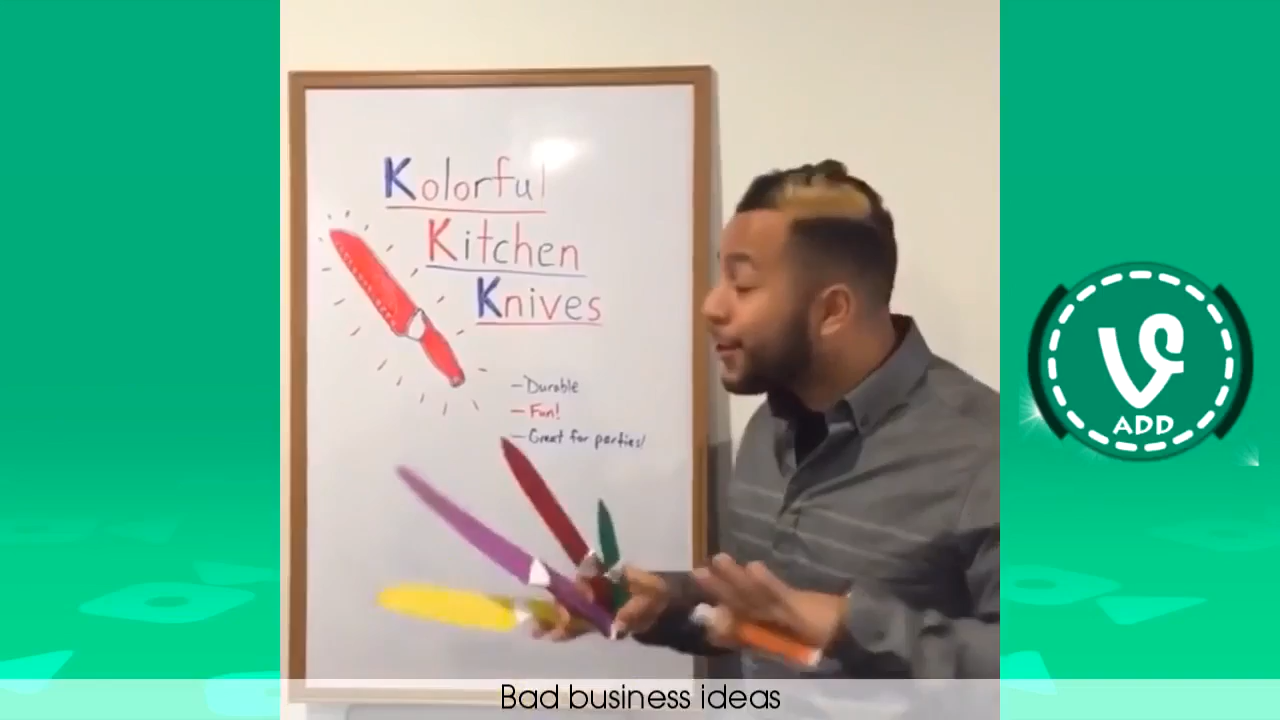 Kolorful
Kitchen
Knives
- Durable
- Fun!
- Great for parties!
ADD
Bad business ideas